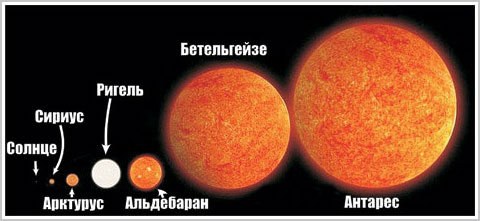 Бетельгейзе
Ригель
Сириус
Солнце
Арктурус
Альдебаран
Антарес